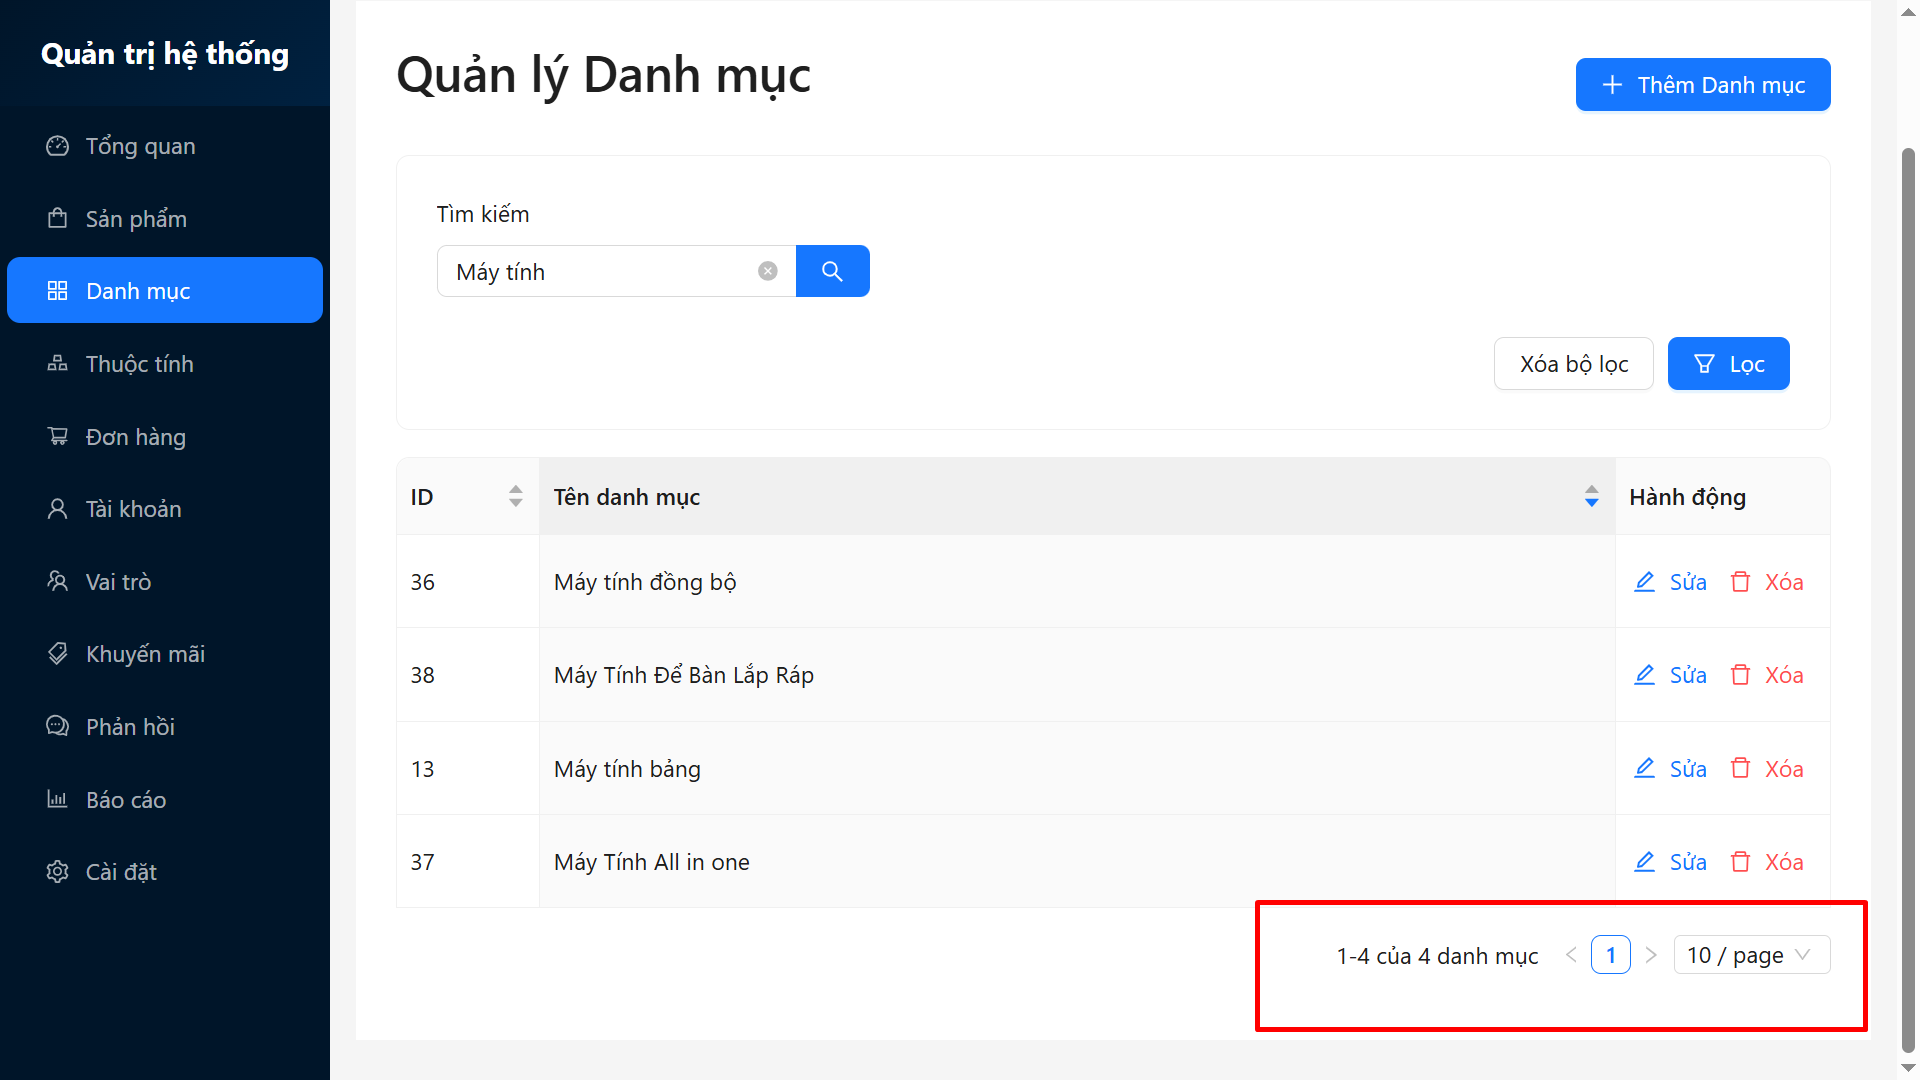 Quản trị hệ thống
Tổng quan
Sản phẩm
Danh mục
Thuộc tính
Đơn hàng
Tài khoản
Vai trò
Khuyến mãi
Phản hồi
Báo cáo
Cài đặt
Quản lý Danh mục
Thêm Danh mục
Tìm kiếm
Máy tính
Xóa bộ lọc
Lọc
ID Tên danh mục Hành động
36 Máy tính đồng bộ Sửa Xóa
38 Máy Tính Để Bàn Lắp Ráp Sửa Xóa
13 Máy tính bảng Sửa Xóa
37 Máy Tính All in one Sửa Xóa
1-4 của 4 danh mục 1 10 / page